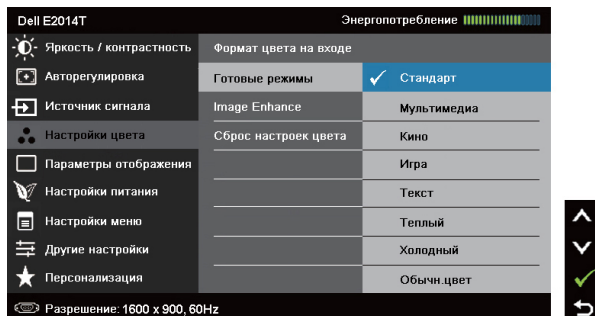 Dell E2014T
Энергопотребление
Яркость / контрастность
Формат цвета на входе
Авторегулировка
Готовые режимы
Стандарт
Источник сигнала
Image Enhance
Мультимедиа
Настройки цвета
Сброс настроек цвета
Кино
Параметры отображения
Игра
Настройки питания
Текст
Настройки меню
Теплый
Другие настройки
Холодный
Персонализация
Обычн.цвет
Разрешение: 1600 x 900, 60Hz